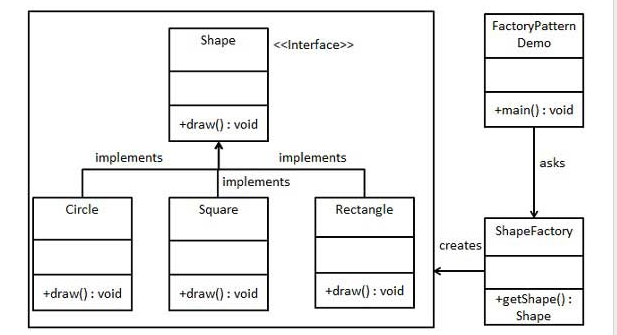 Shape
<<Interface>>
+draw() : void
implements
implements
implements
Circle
+draw() : void
Square
+draw() : void
Rectangle
+draw() : void
FactoryPattern
Demo
+main() : void
asks
creates
ShapeFactory
+getShape() :
Shape